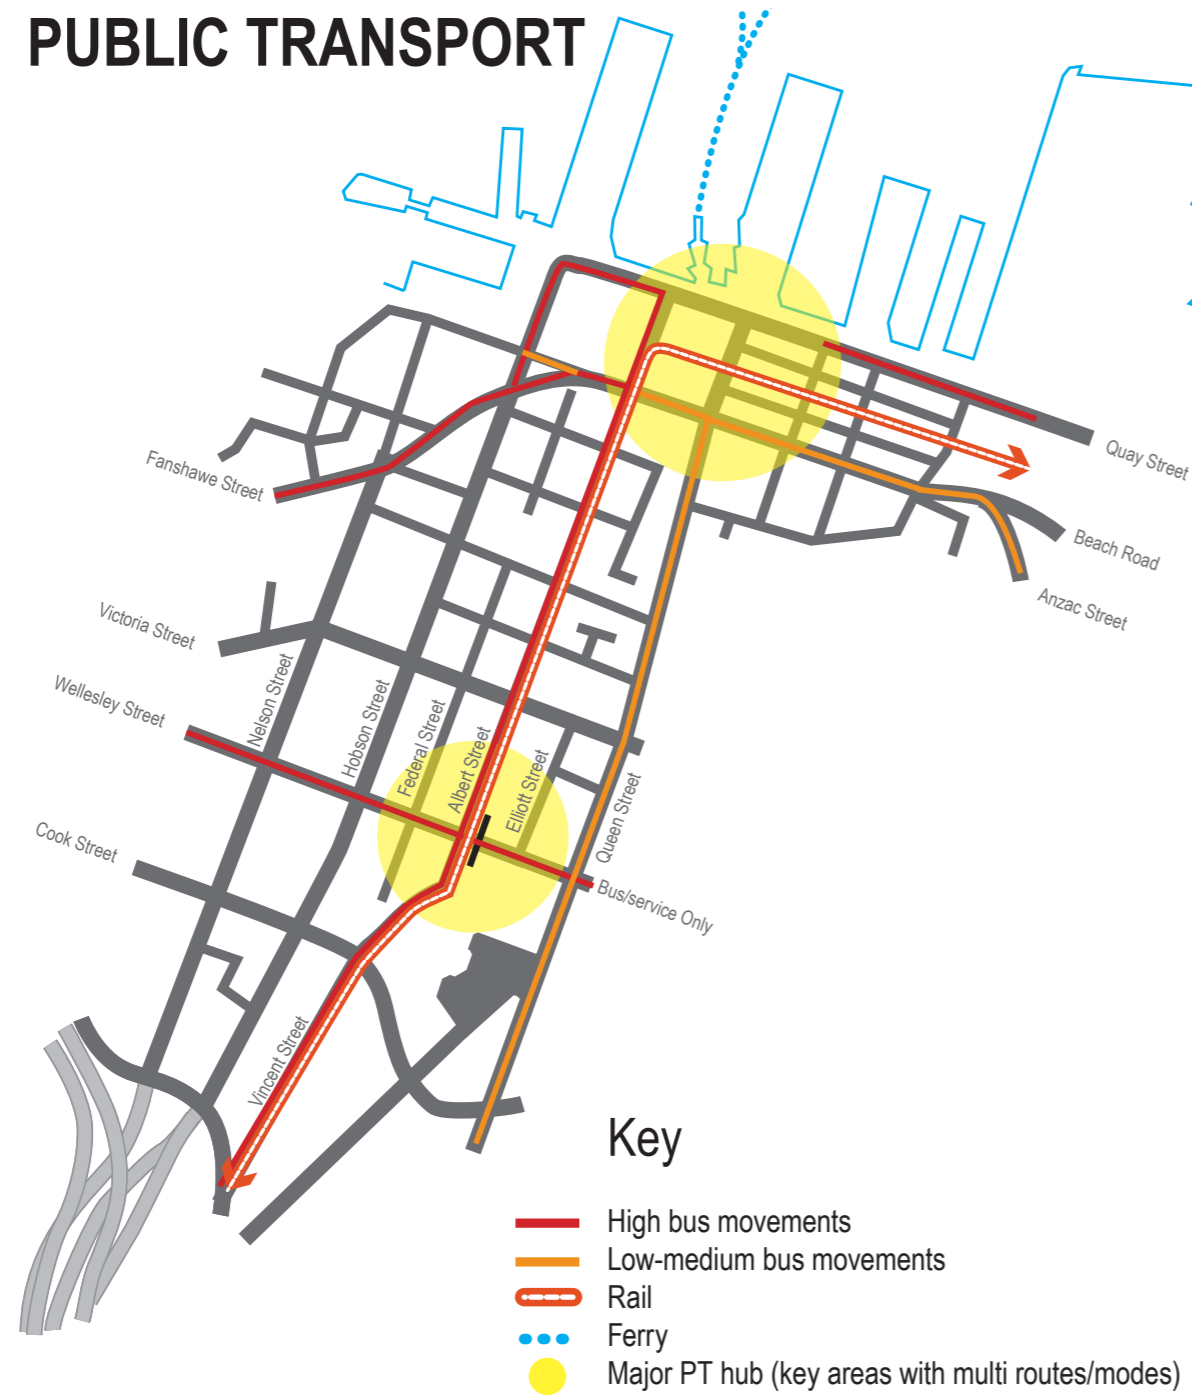 PUBLIC TRANSPORT
Quay Street
Fanshawe Street
Beach Road
Anzac Street
Victoria Street
Nelson Street
Wellesley Street
Hobson Street
Federal Street
Albert Street
Elliott Street
Queen Street
Cook Street
Bus/service Only
Vincent Street
Key
High bus movements
Low-medium bus movements
Rail
Ferry
Major PT hub (key areas with multi routes/modes)